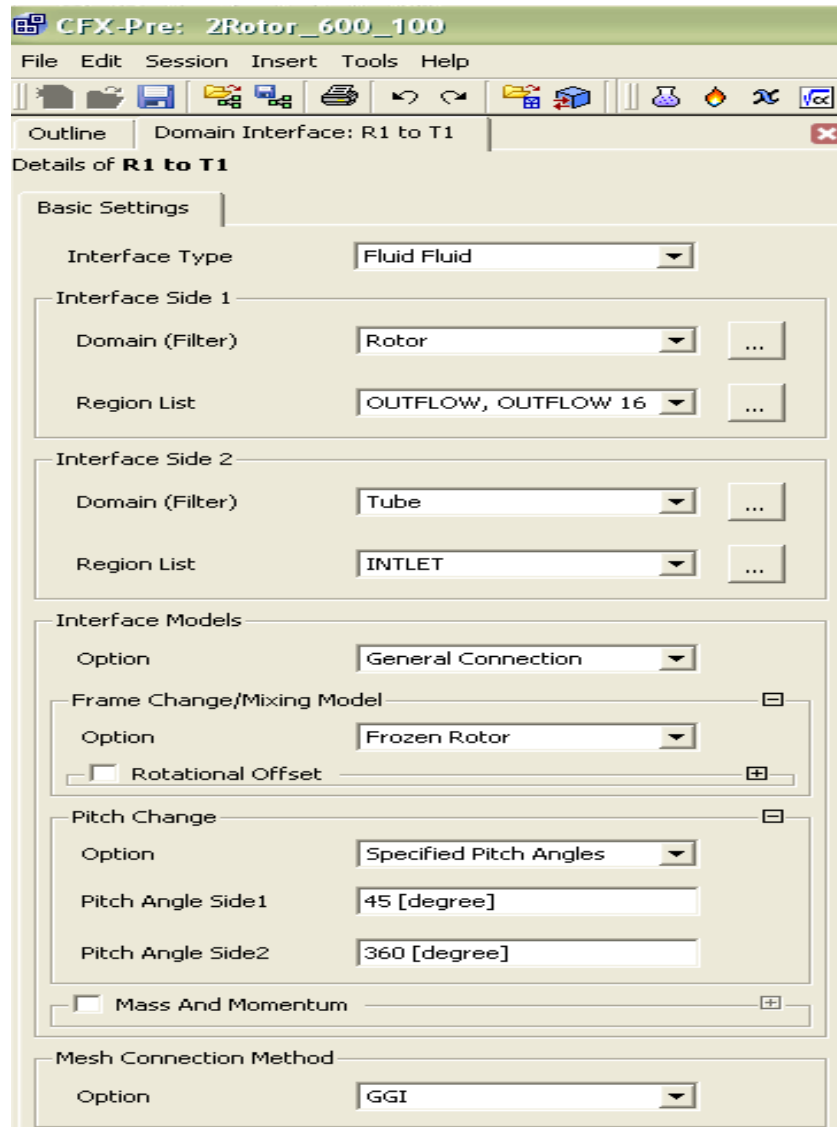 CFX-Pre: 2Rotor_600_100
File Edit Session Insert Tools Help
Outline Domain Interface: R1 to T1
Details of R1 to T1
Basic Settings
Interface Type Fluid Fluid
Interface Side 1
Domain (Filter) Rotor ...
Region List OUTFLOW, OUTFLOW 16 ...
Interface Side 2
Domain (Filter) Tube ...
Region List INTLET ...
Interface Models
Option General Connection
Frame Change/Mixing Model
Option Frozen Rotor
Rotational Offset
Pitch Change
Option Specified Pitch Angles
Pitch Angle Side1 45 [degree]
Pitch Angle Side2 360 [degree]
Mass And Momentum
Mesh Connection Method
Option GGI